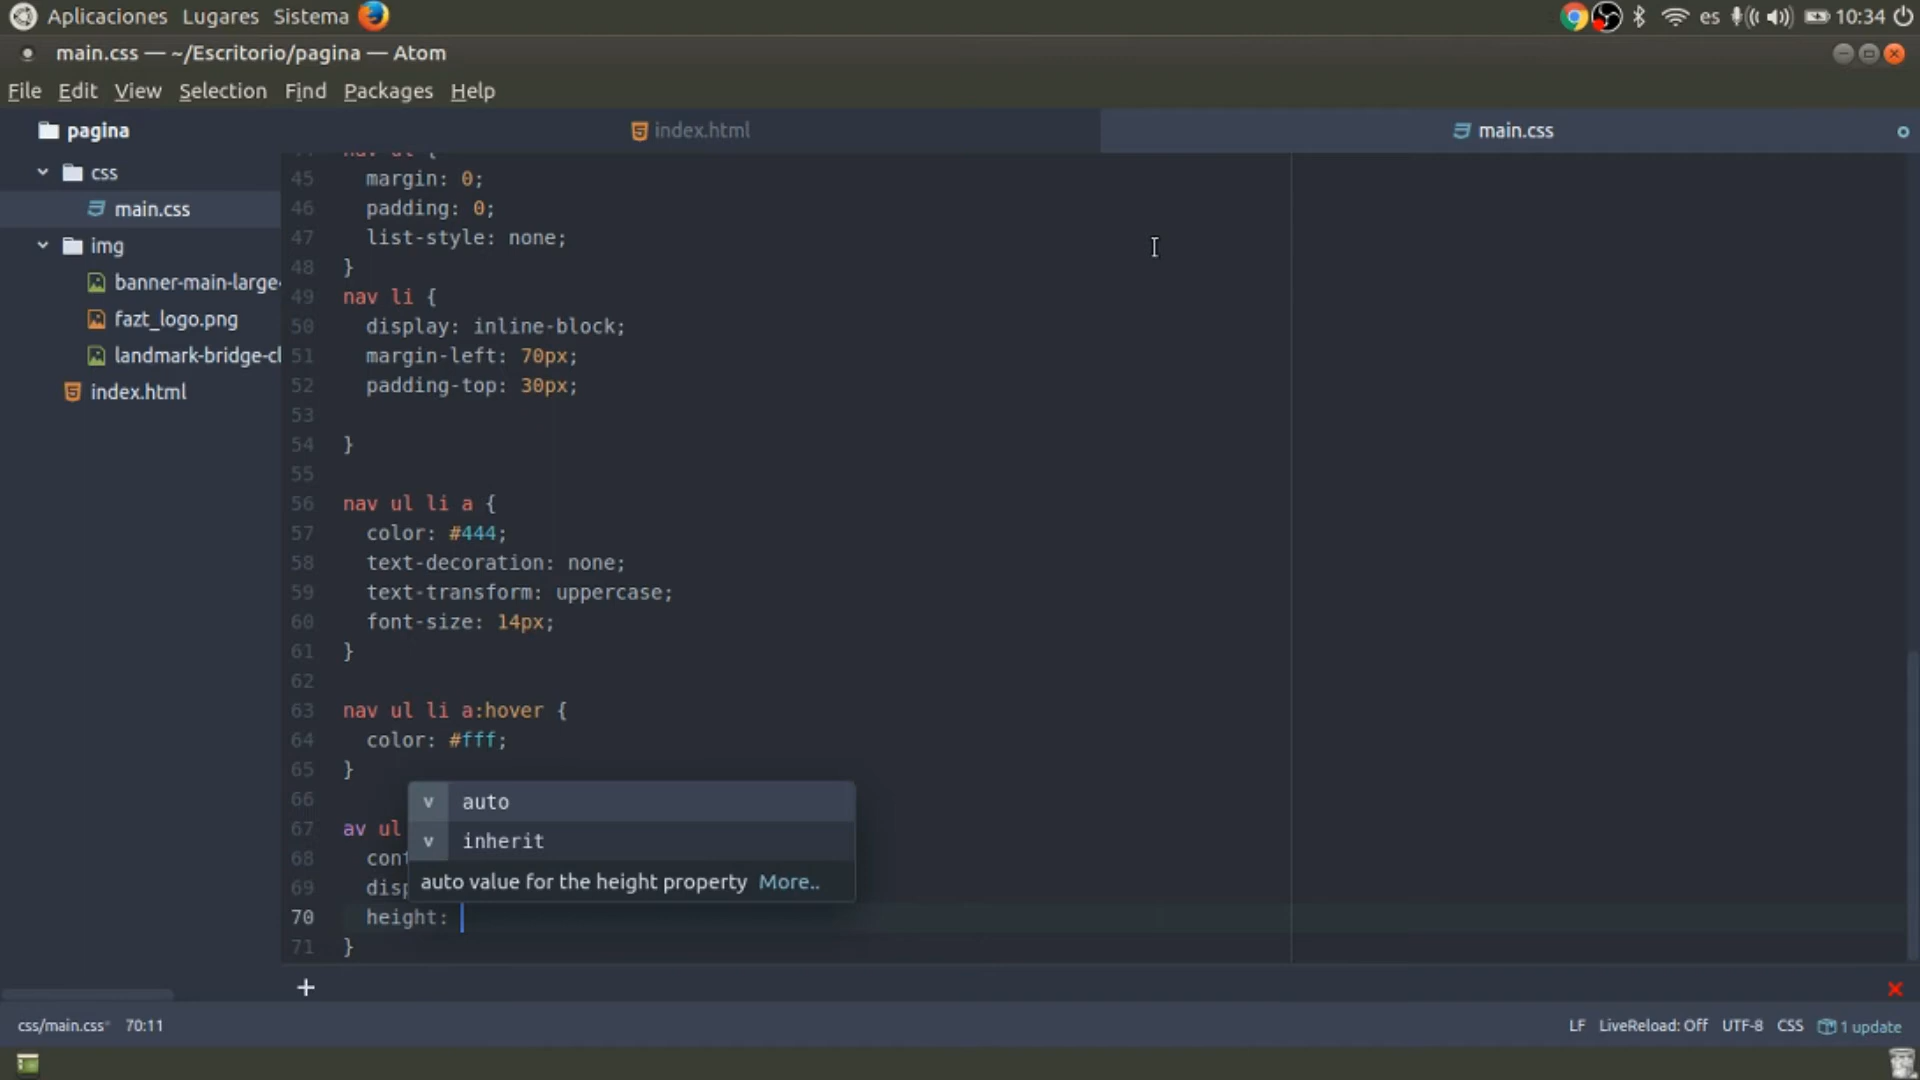 Aplicaciones Lugares Sistema
es
10:34
main.css — ~/Escritorio/pagina — Atom
File Edit View Selection Find Packages Help
pagina
css
main.css
img
banner-main-large-
fazt_logo.png
landmark-bridge-cl
index.html
index.html
main.css
nav ul {
45 margin: 0;
46 padding: 0;
47 list-style: none;
48 }
49 nav li {
50 display: inline-block;
51 margin-left: 70px;
52 padding-top: 30px;
53
54 }
55
56 nav ul li a {
57 color: #444;
58 text-decoration: none;
59 text-transform: uppercase;
60 font-size: 14px;
61 }
62
63 nav ul li a:hover {
64 color: #fff;
65 }
66
67 av ul
68 cont
69 disp
70 height:
71 }
v auto
v inherit
auto value for the height property More..
+
css/main.css* 70:11
LF LiveReload: Off UTF-8 CSS 1 update